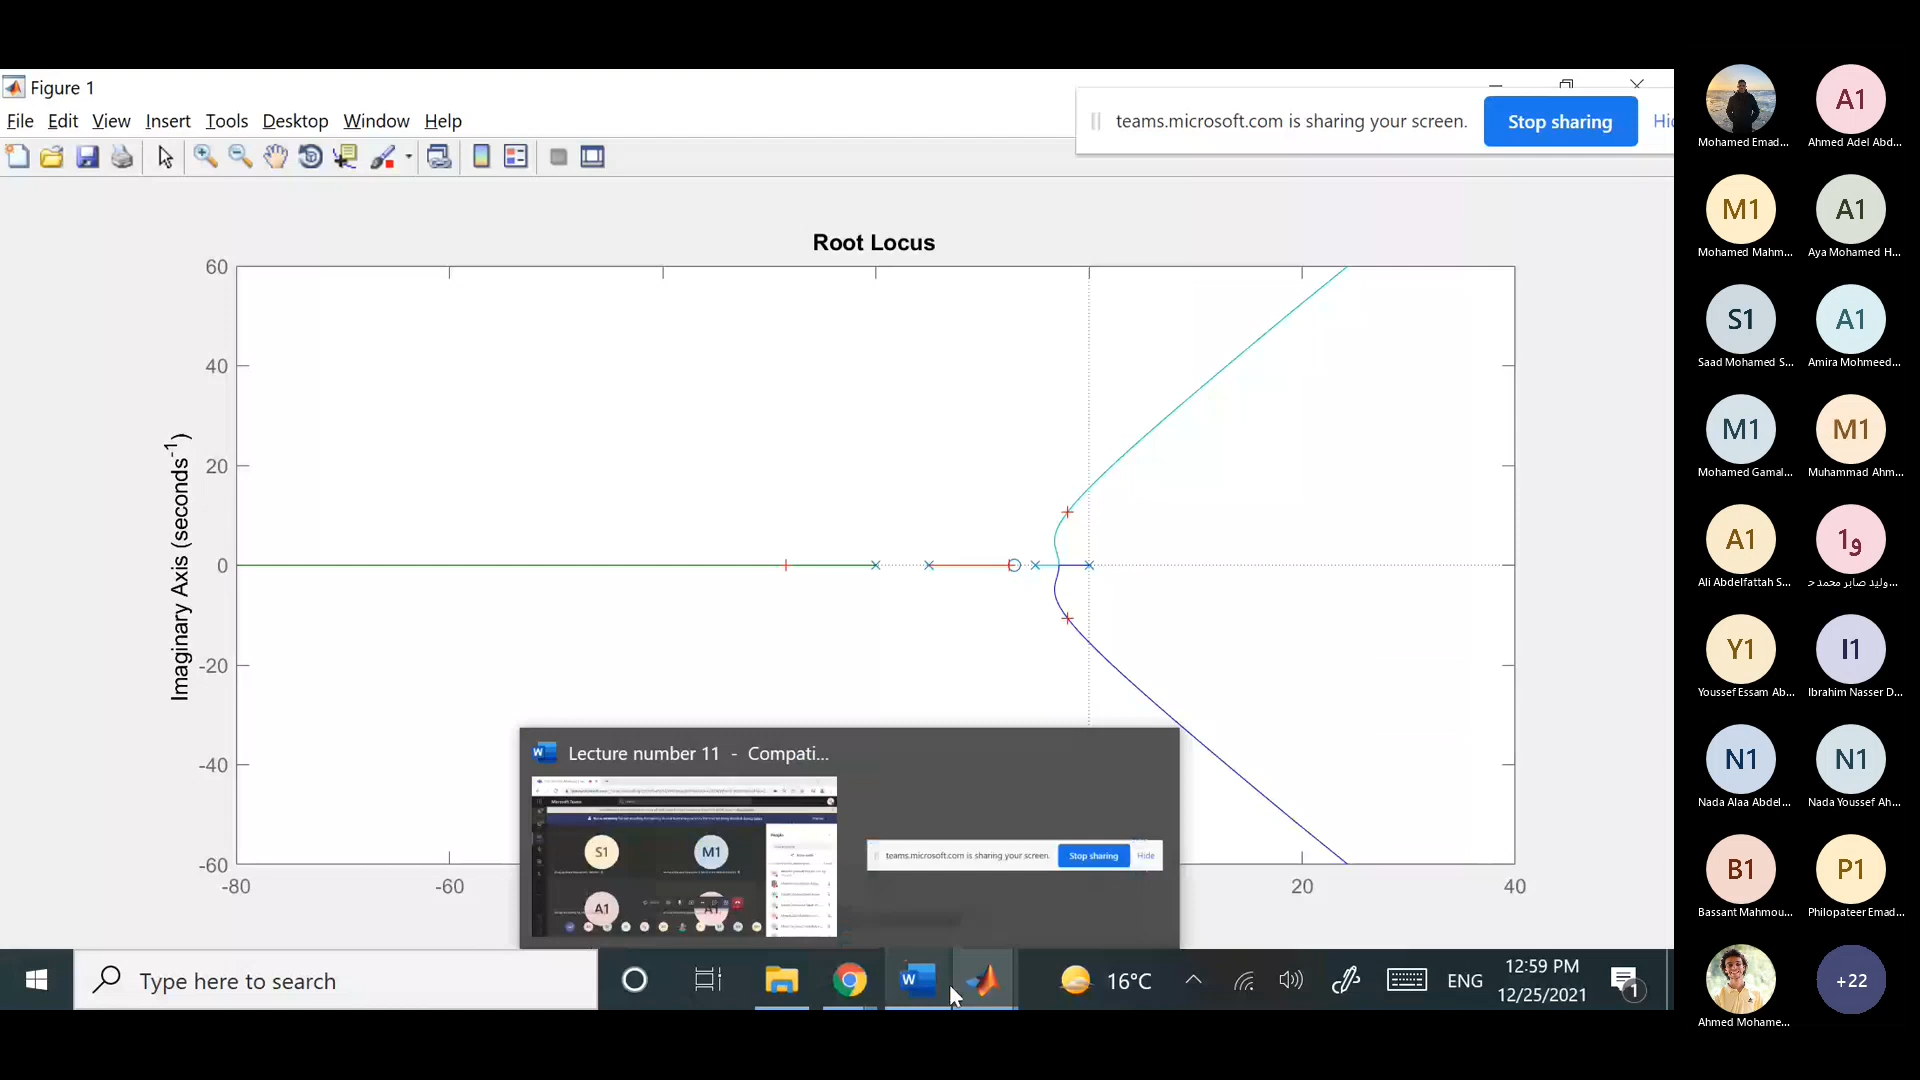 Figure 1
File Edit View Insert Tools Desktop Window Help
teams.microsoft.com is sharing your screen. Stop sharing
Root Locus
Imaginary Axis (seconds-1)
60
40
20
0
-20
-40
-60
-80 -60 20 40
Lecture number 11 - Compati...
S1 M1
A1 A1
teams.microsoft.com is sharing your screen. Stop sharing Hide
Type here to search
16°C
ENG
12:59 PM
12/25/2021
1
A1
Mohamed Emad... Ahmed Adel Abd...
M1 A1
Mohamed Mahm... Aya Mohamed H...
S1 A1
Saad Mohamed S... Amira Mohmeed...
M1 M1
Mohamed Gamal... Muhammad Ahm...
A1 و1
Ali Abdelfattah S... وليد صابر محمد ح...
Y1 I1
Youssef Essam Ab... Ibrahim Nasser D...
N1 N1
Nada Alaa Abdel... Nada Youssef Ah...
B1 P1
Bassant Mahmou... Philopateer Emad...
+22
Ahmed Mohame...